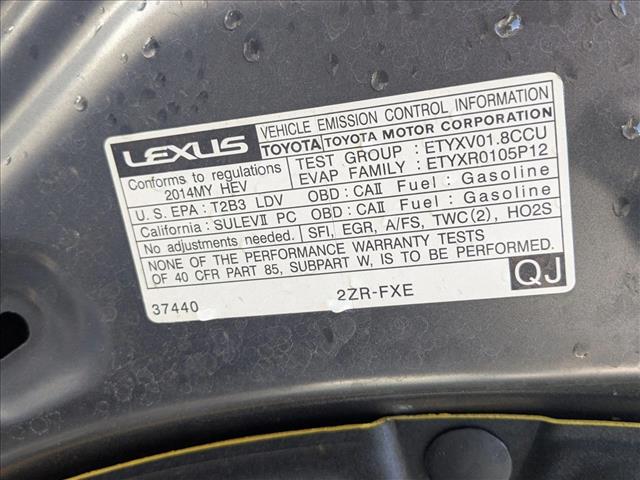 LEXUS VEHICLE EMISSION CONTROL INFORMATION
TOYOTA TOYOTA MOTOR CORPORATION
Conforms to regulations TEST GROUP : ETYXV01.8CCU
2014MY HEV EVAP FAMILY : ETYXR0105P12
U.S. EPA : T2B3 LDV OBD : CAII Fuel : Gasoline
California : SULEVII PC OBD : CAII Fuel : Gasoline
No adjustments needed. SFI, EGR, A/FS, TWC(2), HO2S
NONE OF THE PERFORMANCE WARRANTY TESTS
OF 40 CFR PART 85, SUBPART W, IS TO BE PERFORMED.
37440 2ZR-FXE QJ